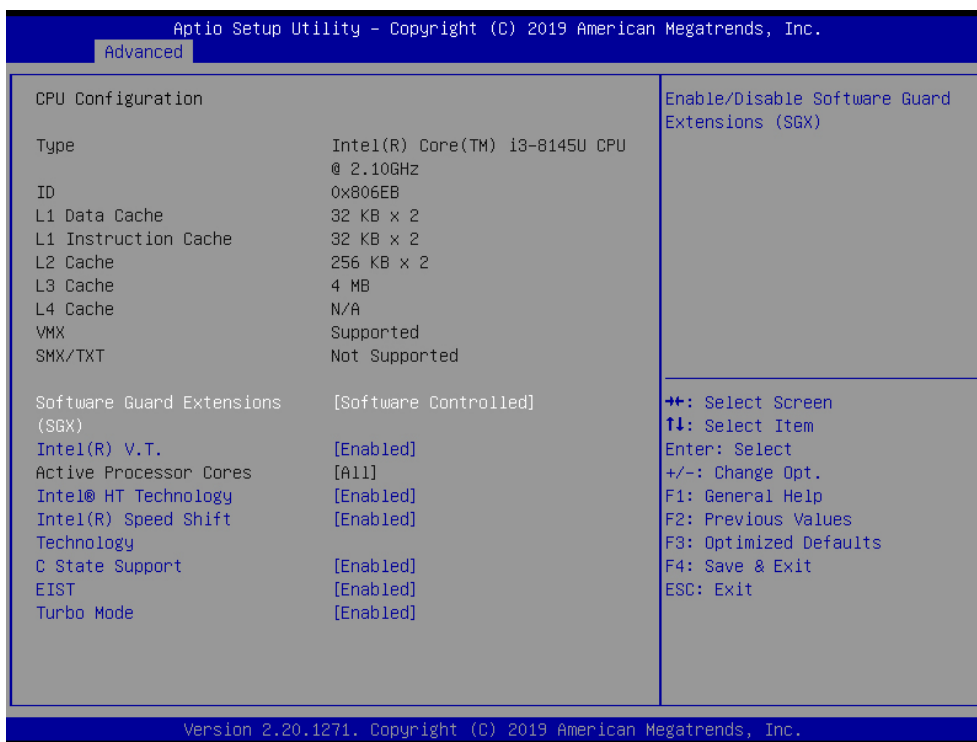 Aptio Setup Utility – Copyright (C) 2019 American Megatrends, Inc.
Advanced
CPU Configuration
Type Intel(R) Core(TM) i3-8145U CPU
@ 2.10GHz
ID 0x806EB
L1 Data Cache 32 KB x 2
L1 Instruction Cache 32 KB x 2
L2 Cache 256 KB x 2
L3 Cache 4 MB
L4 Cache N/A
VMX Supported
SMX/TXT Not Supported
Software Guard Extensions [Software Controlled]
(SGX)
Intel(R) V.T. [Enabled]
Active Processor Cores [All]
Intel® HT Technology [Enabled]
Intel(R) Speed Shift [Enabled]
Technology
C State Support [Enabled]
EIST [Enabled]
Turbo Mode [Enabled]
Enable/Disable Software Guard
Extensions (SGX)
→←: Select Screen
↑↓: Select Item
Enter: Select
+/-: Change Opt.
F1: General Help
F2: Previous Values
F3: Optimized Defaults
F4: Save & Exit
ESC: Exit
Version 2.20.1271. Copyright (C) 2019 American Megatrends, Inc.